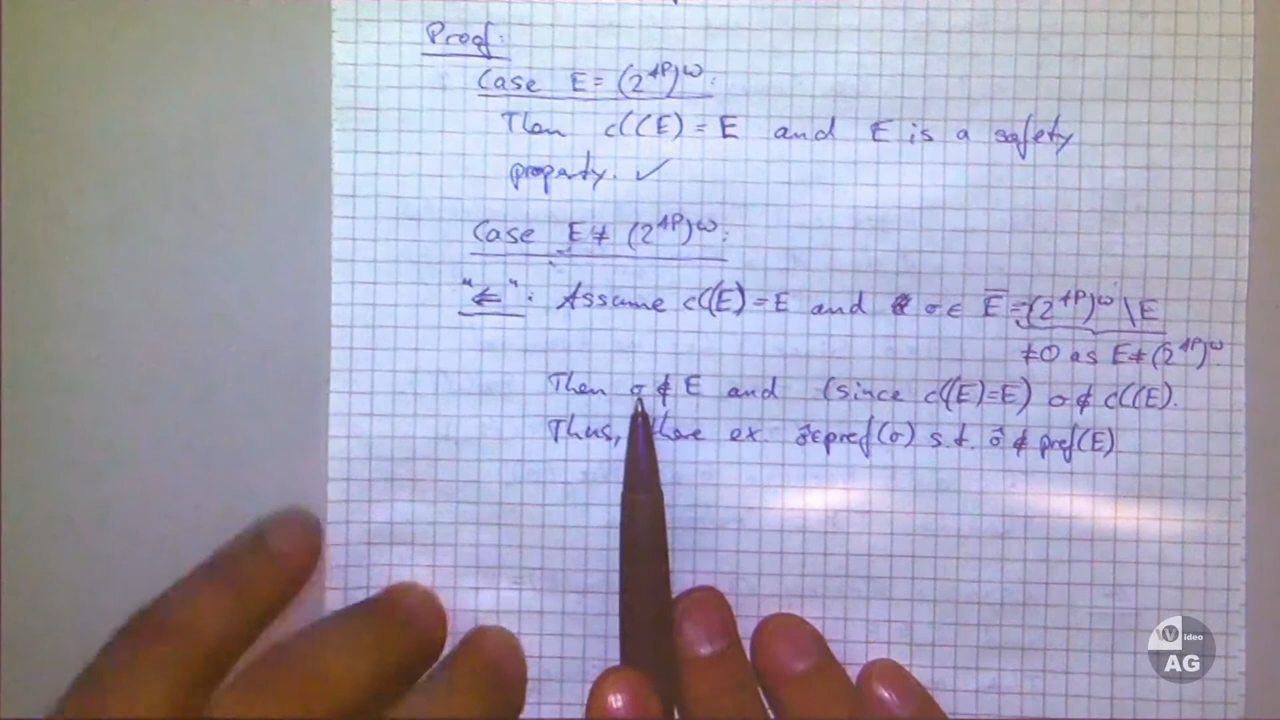 Proof:
Case E = (2^AP)^ω:
Then cl(E) = E and E is a safety
property. ✓
Case E ≠ (2^AP)^ω:
"⇐": Assume cl(E) = E and σ ∈ Ē = (2^AP)^ω \ E
≠ ∅ as E ≠ (2^AP)^ω.
Then σ ∉ E and (since cl(E)=E) σ ∉ cl(E).
Thus, there ex. σ̂ ∈ pref(σ) s.t. σ̂ ∉ pref(E)
Video
AG